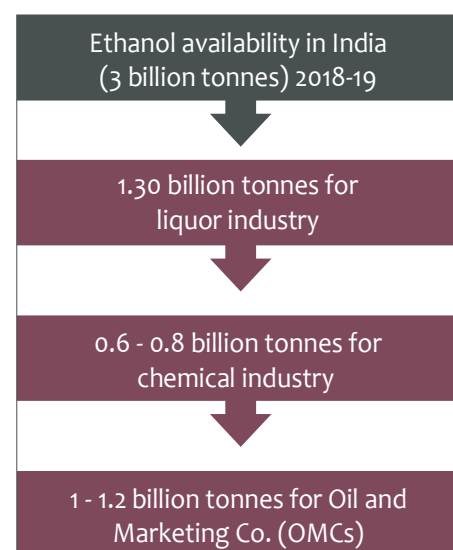 Ethanol availability in India
(3 billion tonnes) 2018-19
1.30 billion tonnes for
liquor industry
0.6 - 0.8 billion tonnes for
chemical industry
1 - 1.2 billion tonnes for Oil and
Marketing Co. (OMCs)